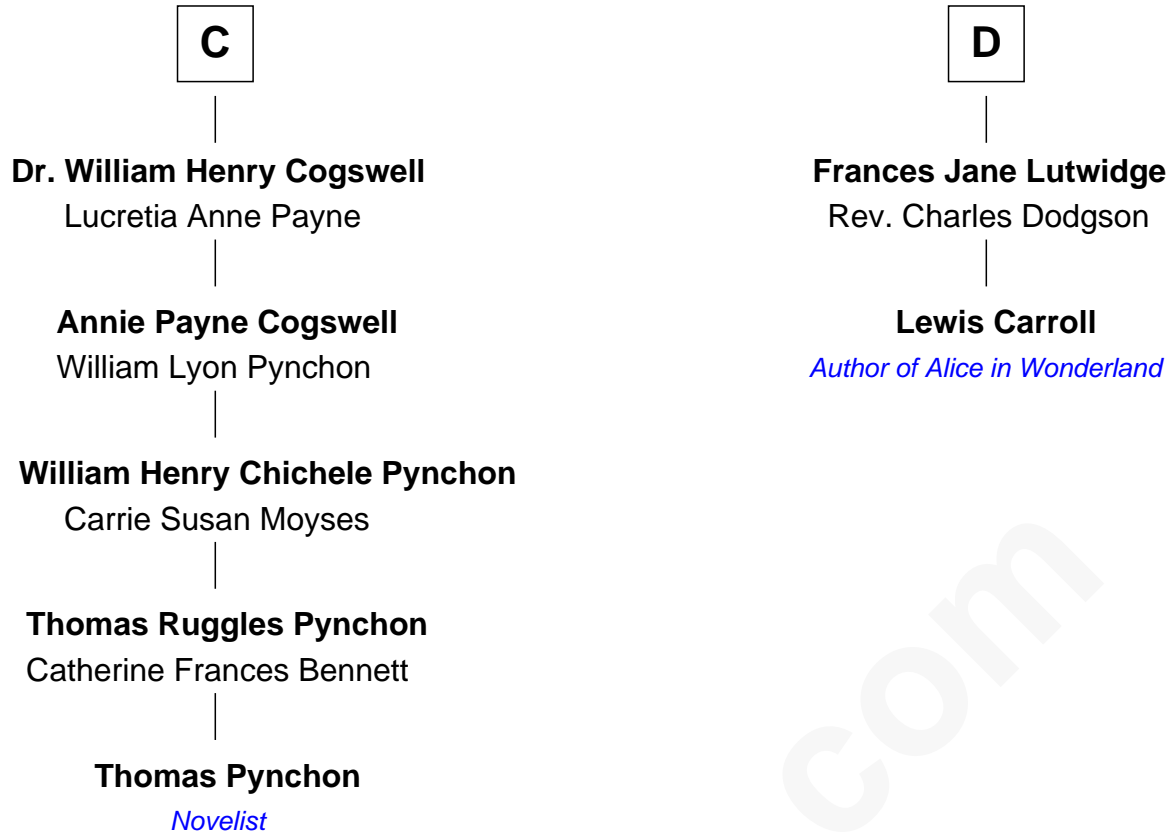 C
Dr. William Henry Cogswell
Lucretia Anne Payne
Annie Payne Cogswell
William Lyon Pynchon
William Henry Chichele Pynchon
Carrie Susan Moyses
Thomas Ruggles Pynchon
Catherine Frances Bennett
Thomas Pynchon
Novelist
D
Frances Jane Lutwidge
Rev. Charles Dodgson
Lewis Carroll
Author of Alice in Wonderland
com